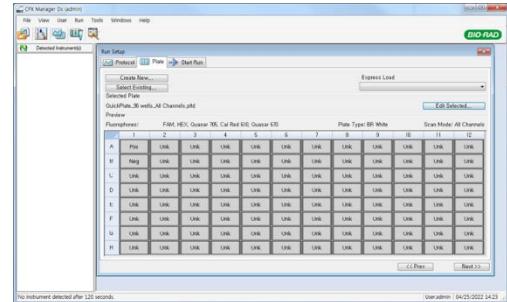 CFX Manager Dx (admin)
File View User Run Tools Windows Help
BIO-RAD
Detected Instrument(s)
Run Setup
Protocol Plate Start Run
Create New... Express Load
Select Existing...
Selected Plate
QuickPlate_96 wells_All Channels.pltd Edit Selected...
Preview
Fluorophores: FAM, HEX, Quasar 705, Cal Red 610, Quasar 670 Plate Type: BR White Scan Mode: All Channels
1 2 3 4 5 6 7 8 9 10 11 12
A Pos Unk Unk Unk Unk Unk Unk Unk Unk Unk Unk Unk
B Neg Unk Unk Unk Unk Unk Unk Unk Unk Unk Unk Unk
C Unk Unk Unk Unk Unk Unk Unk Unk Unk Unk Unk Unk
D Unk Unk Unk Unk Unk Unk Unk Unk Unk Unk Unk Unk
E Unk Unk Unk Unk Unk Unk Unk Unk Unk Unk Unk Unk
F Unk Unk Unk Unk Unk Unk Unk Unk Unk Unk Unk Unk
G Unk Unk Unk Unk Unk Unk Unk Unk Unk Unk Unk Unk
H Unk Unk Unk Unk Unk Unk Unk Unk Unk Unk Unk Unk
<< Prev Next >>
No instrument detected after 120 seconds. User:admin 04/25/2022 14:23